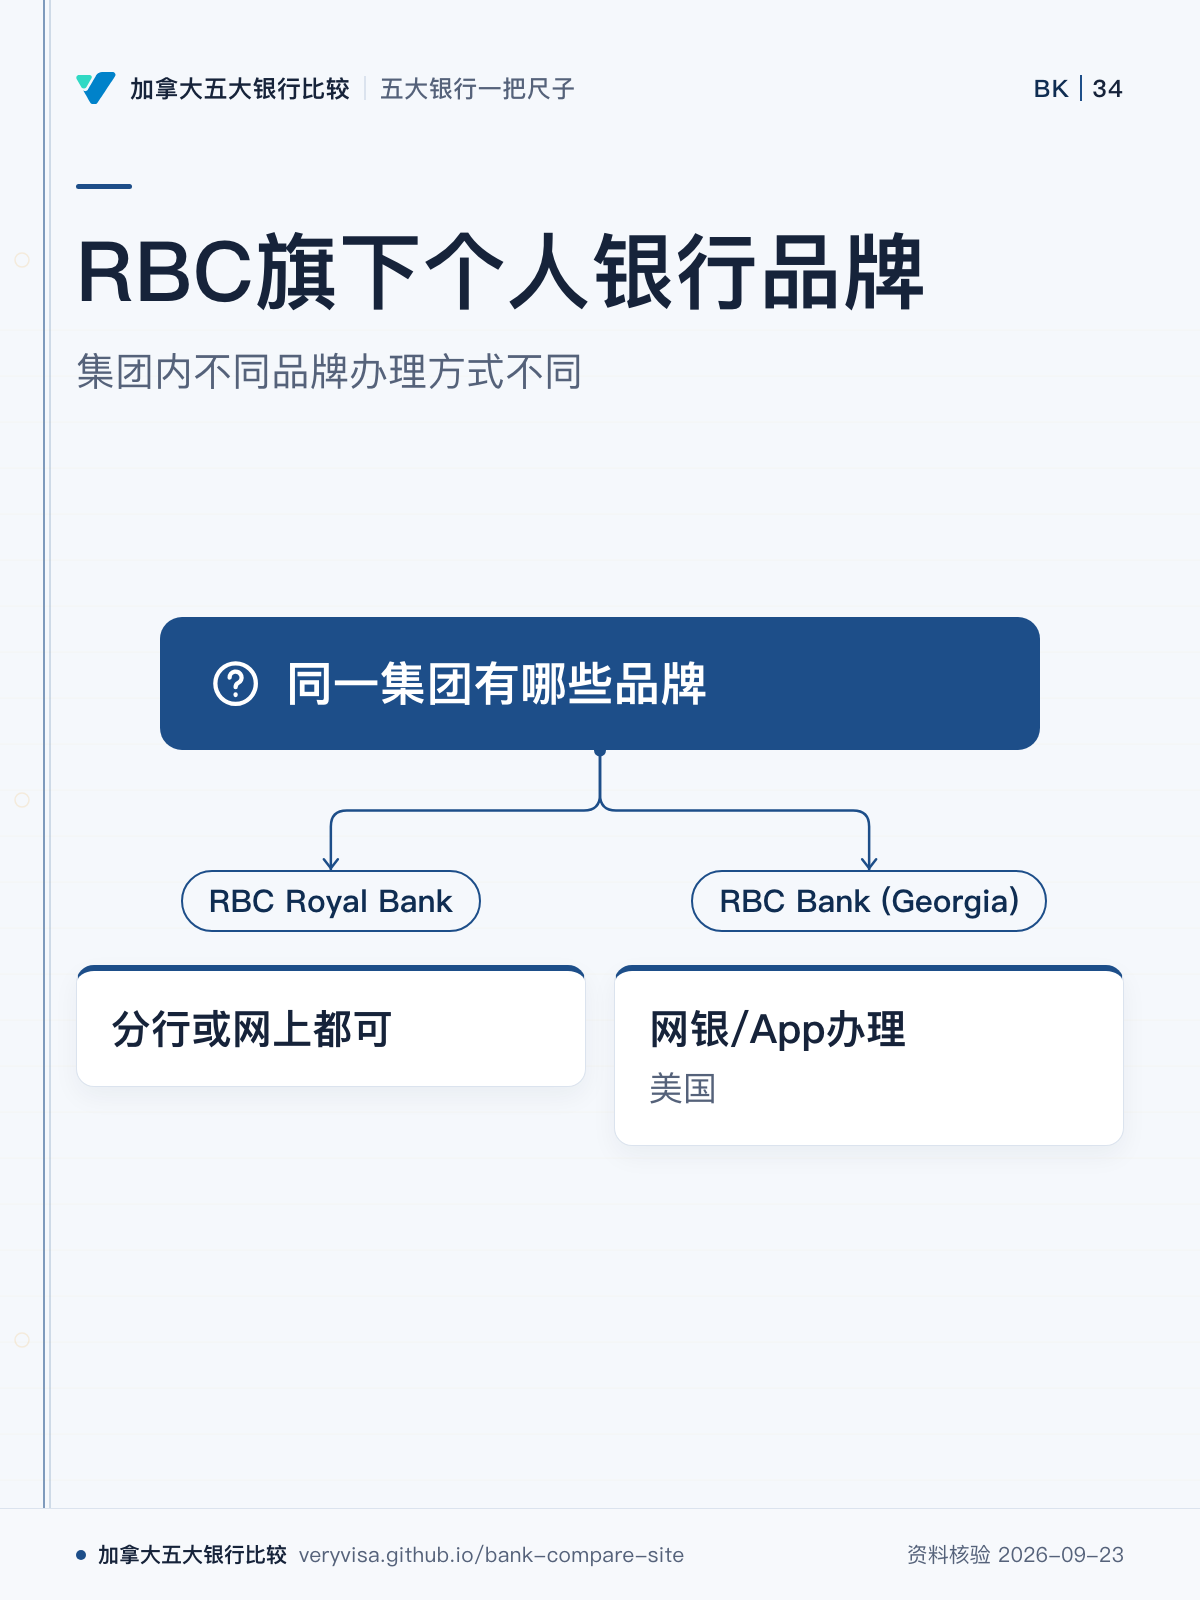 加拿大五大银行比较 五大银行一把尺子 BK 34
RBC旗下个人银行品牌
集团内不同品牌办理方式不同
同一集团有哪些品牌
RBC Royal Bank
RBC Bank (Georgia)
分行或网上都可
网银/App办理
美国
加拿大五大银行比较 veryvisa.github.io/bank-compare-site 资料核验 2026-09-23